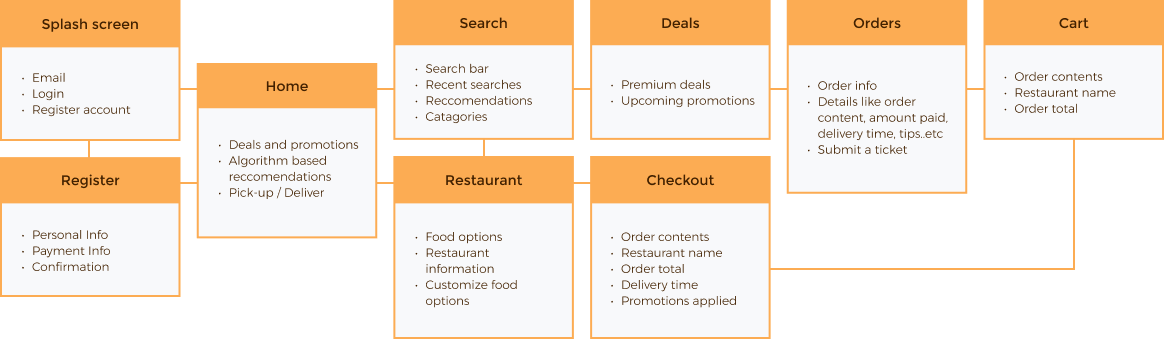 Splash screen
• Email
• Login
• Register account
Register
• Personal Info
• Payment Info
• Confirmation
Home
• Deals and promotions
• Algorithm based
reccomendations
• Pick-up / Deliver
Search
• Search bar
• Recent searches
• Reccomendations
• Catagories
Restaurant
• Food options
• Restaurant
information
• Customize food
options
Deals
• Premium deals
• Upcoming promotions
Checkout
• Order contents
• Restaurant name
• Order total
• Delivery time
• Promotions applied
Orders
• Order info
• Details like order
content, amount paid,
delivery time, tips..etc
• Submit a ticket
Cart
• Order contents
• Restaurant name
• Order total